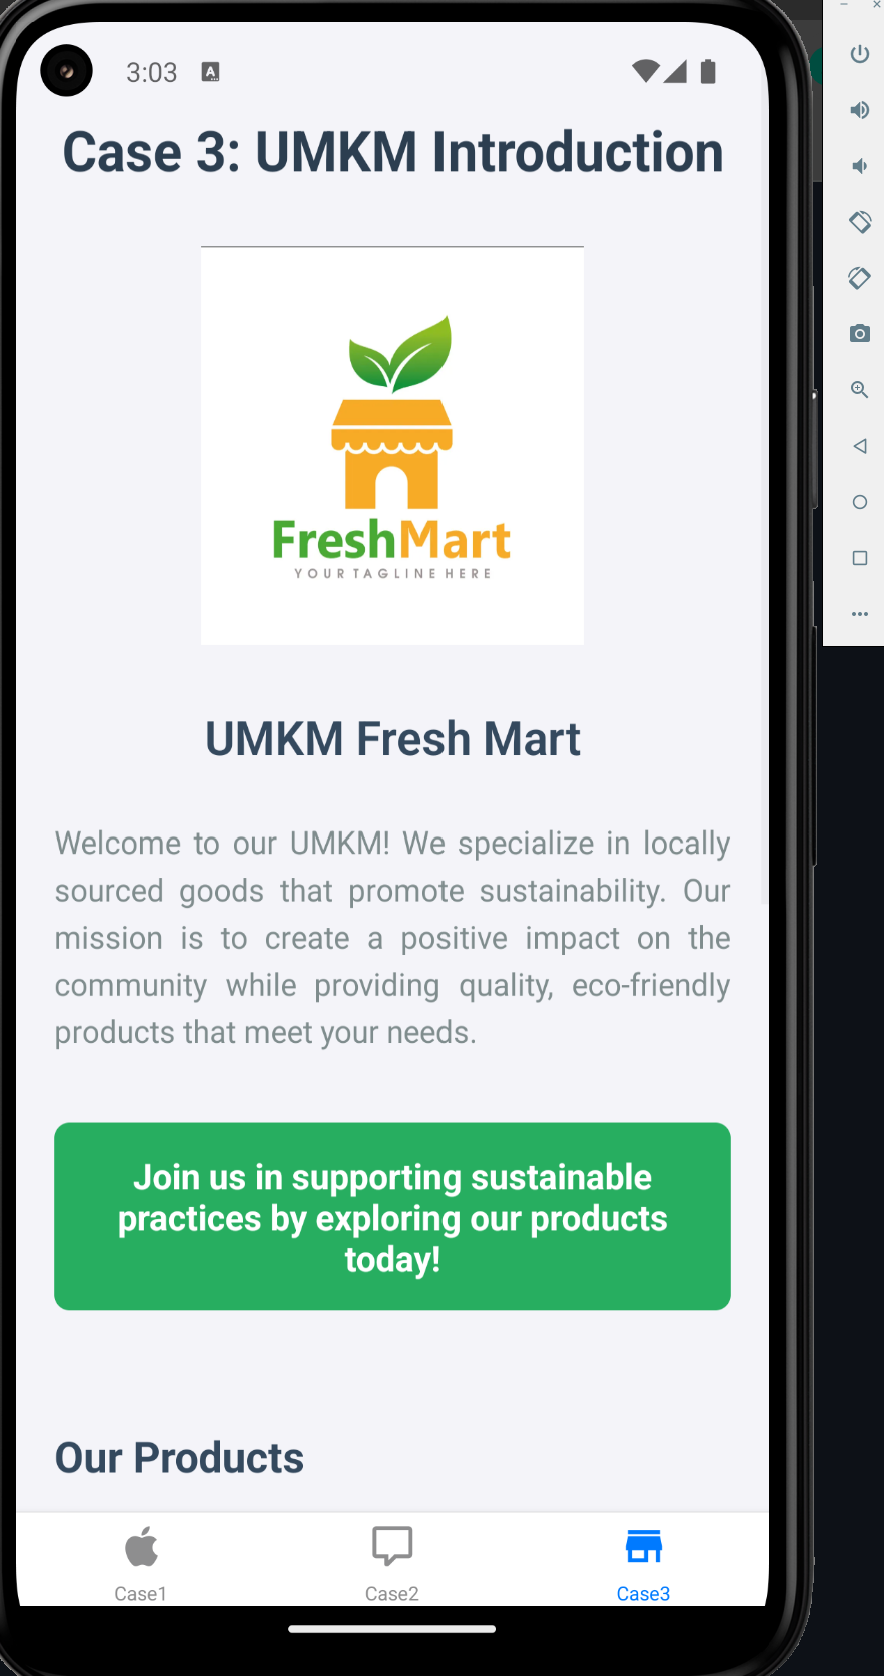 3:03
A
Case 3: UMKM Introduction
FreshMart
YOUR TAGLINE HERE
UMKM Fresh Mart
Welcome to our UMKM! We specialize in locally
sourced goods that promote sustainability. Our
mission is to create a positive impact on the
community while providing quality, eco-friendly
products that meet your needs.
Join us in supporting sustainable
practices by exploring our products
today!
Our Products
Case1
Case2
Case3